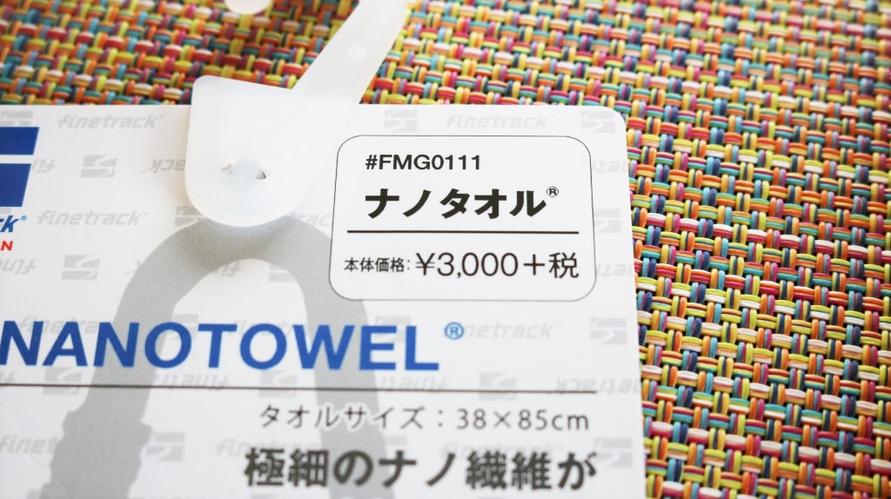 #FMG0111
ナノタオル®
本体価格:¥3,000+税
NANOTOWEL®
タオルサイズ：38×85cm
極細のナノ繊維が
finetrack